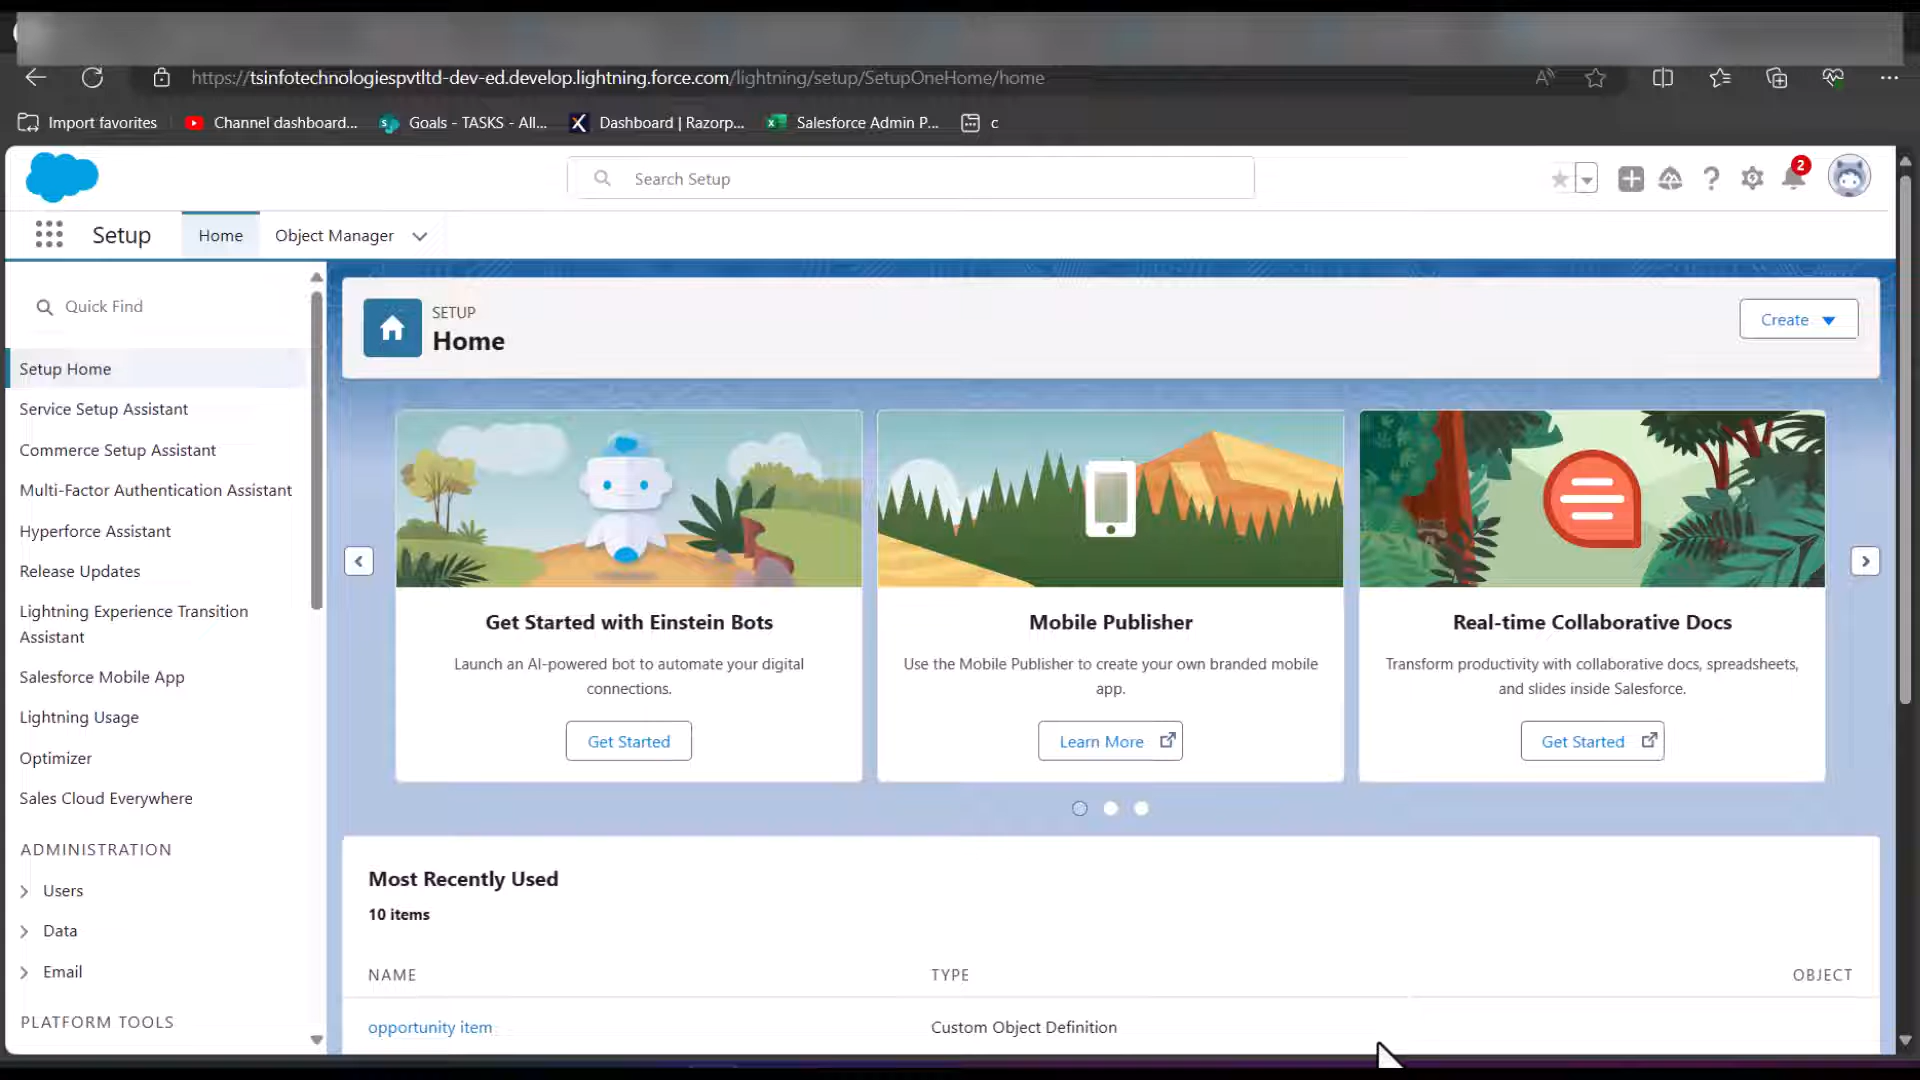 https://tsinfotechnologiespvtltd-dev-ed.develop.lightning.force.com/lightning/setup/SetupOneHome/home
Import favorites
Channel dashboard...
Goals - TASKS - All...
Dashboard | Razorp...
Salesforce Admin P...
c
Search Setup
2
Setup
Home
Object Manager
Quick Find
Setup Home
Service Setup Assistant
Commerce Setup Assistant
Multi-Factor Authentication Assistant
Hyperforce Assistant
Release Updates
Lightning Experience Transition
Assistant
Salesforce Mobile App
Lightning Usage
Optimizer
Sales Cloud Everywhere
ADMINISTRATION
Users
Data
Email
PLATFORM TOOLS
SETUP
Home
Create
Get Started with Einstein Bots
Launch an AI-powered bot to automate your digital
connections.
Get Started
Mobile Publisher
Use the Mobile Publisher to create your own branded mobile
app.
Learn More
Real-time Collaborative Docs
Transform productivity with collaborative docs, spreadsheets,
and slides inside Salesforce.
Get Started
Most Recently Used
10 items
NAME
TYPE
OBJECT
opportunity item
Custom Object Definition